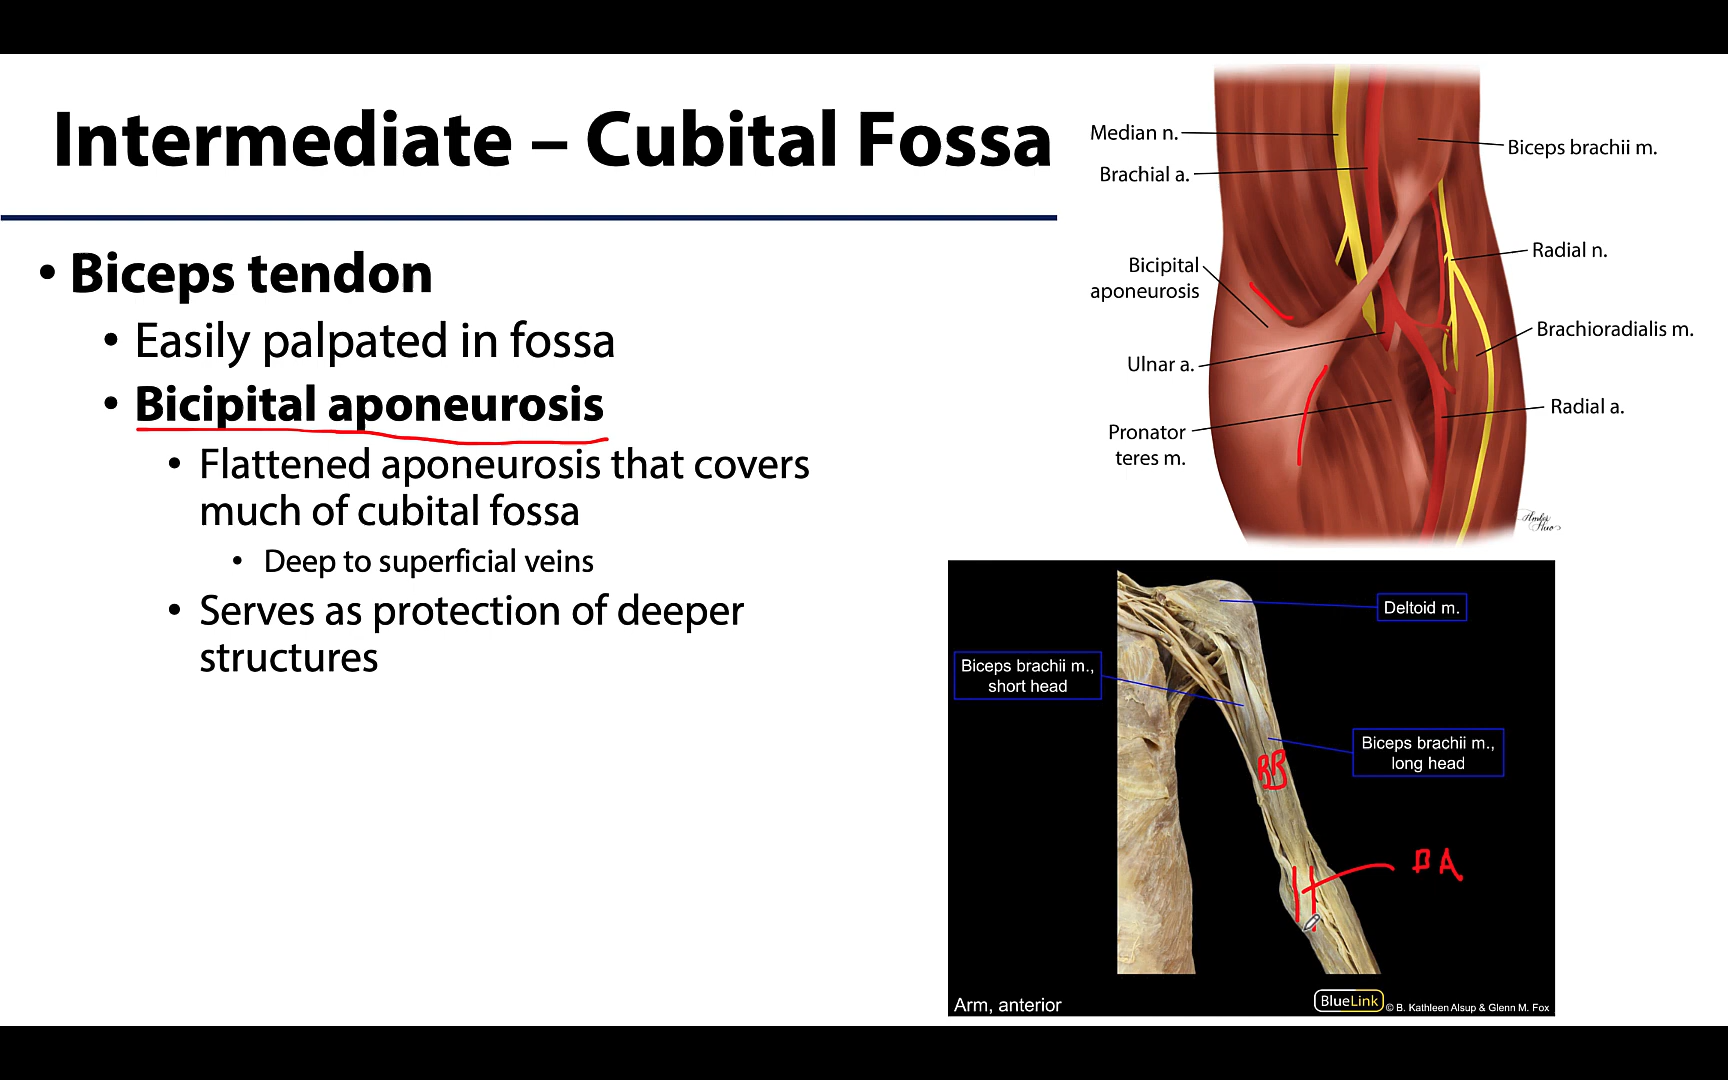 Intermediate – Cubital Fossa
• Biceps tendon
• Easily palpated in fossa
• Bicipital aponeurosis
• Flattened aponeurosis that covers
much of cubital fossa
• Deep to superficial veins
• Serves as protection of deeper
structures
Median n.
Brachial a.
Bicipital
aponeurosis
Ulnar a.
Pronator
teres m.
Biceps brachii m.
Radial n.
Brachioradialis m.
Radial a.
Deltoid m.
Biceps brachii m.,
short head
Biceps brachii m.,
long head
BB
BA
Arm, anterior
BlueLink © B. Kathleen Alsup & Glenn M. Fox